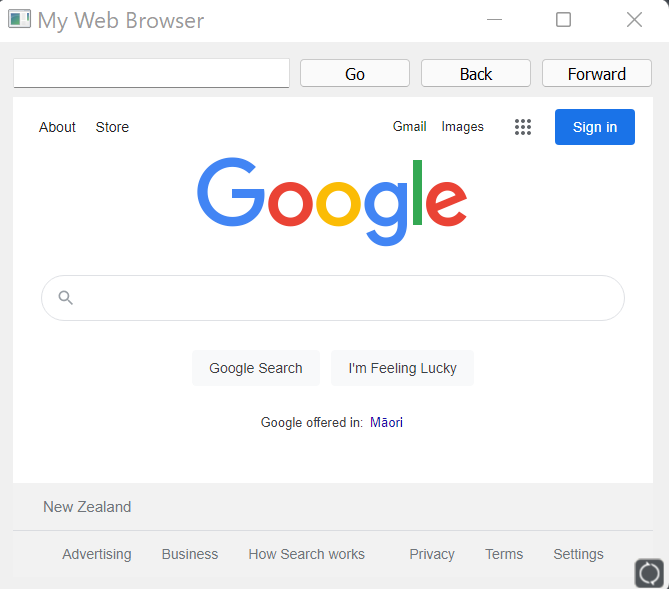 My Web Browser
Go Back Forward
About Store Gmail Images Sign in
Google
Google Search I'm Feeling Lucky
Google offered in: Māori
New Zealand
Advertising Business How Search works Privacy Terms Settings